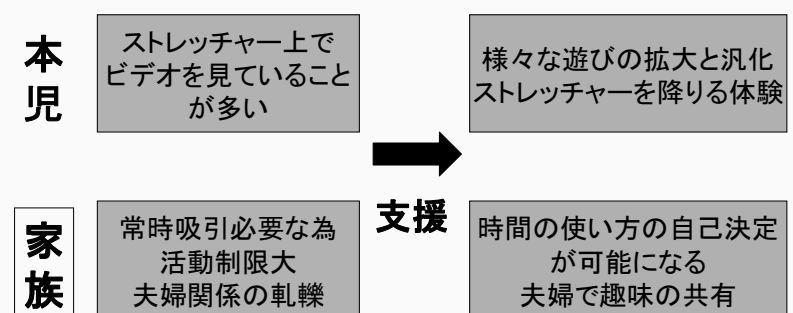 本児
ストレッチャー上で
ビデオを見ていること
が多い
様々な遊びの拡大と汎化
ストレッチャーを降りる体験
支援
家族
常時吸引必要な為
活動制限大
夫婦関係の軋轢
時間の使い方の自己決定
が可能になる
夫婦で趣味の共有